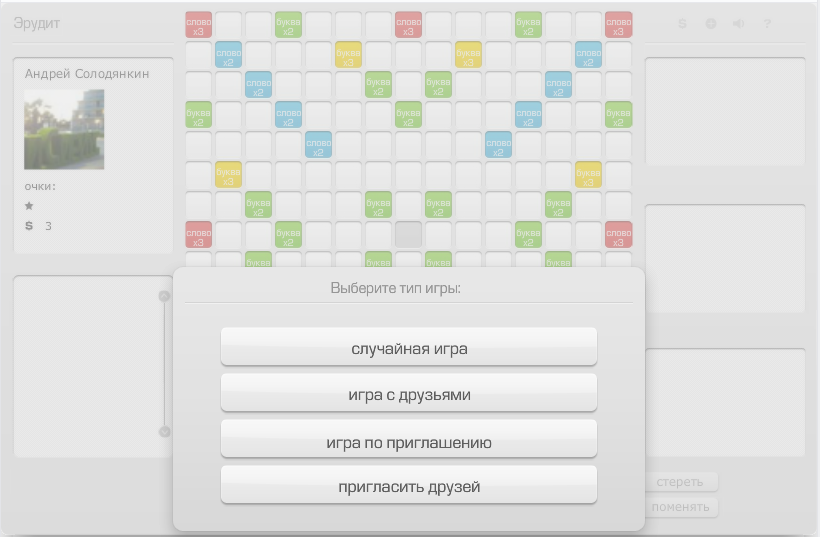 Эрудит
$ ?
Андрей Солодянкин
очки:
$ 3
слово x3 буква x2 слово x3 буква x2 слово x3
слово x2 буква x3 буква x3 слово x2
слово x2 буква x2 буква x2 слово x2
буква x2 слово x2 буква x2 слово x2 буква x2
слово x2 слово x2
буква x3 буква x3
буква x2 буква x2 буква x2 буква x2
слово x3 буква x2 буква x2 слово x3
буква буква буква буква
Выберите тип игры:
случайная игра
игра с друзьями
игра по приглашению
пригласить друзей
стереть
поменять